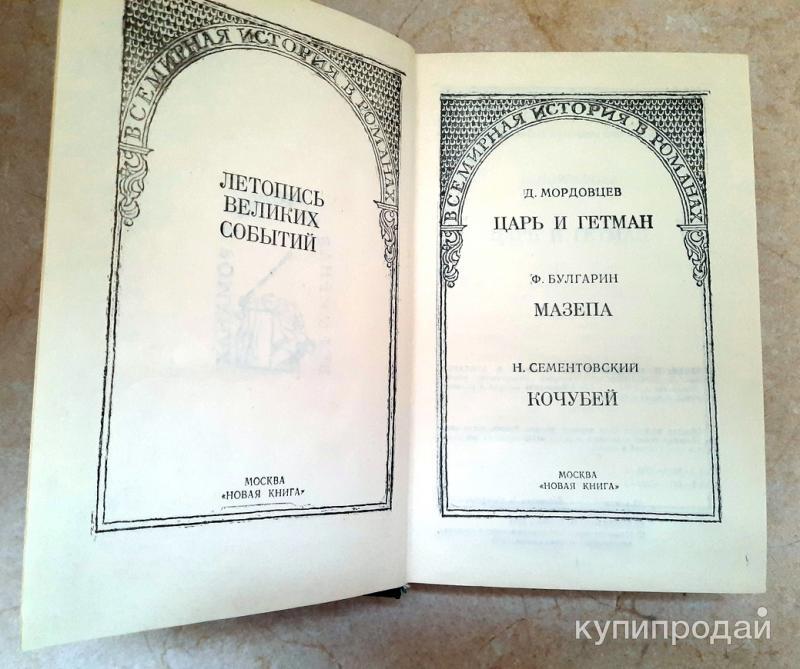 ВСЕМИРНАЯ ИСТОРИЯ В РОМАНАХ
ЛЕТОПИСЬ
ВЕЛИКИХ
СОБЫТИЙ
МОСКВА
«НОВАЯ КНИГА»
ВСЕМИРНАЯ ИСТОРИЯ В РОМАНАХ
Д. МОРДОВЦЕВ
ЦАРЬ И ГЕТМАН
Ф. БУЛГАРИН
МАЗЕПА
Н. СЕМЕНТОВСКИЙ
КОЧУБЕЙ
МОСКВА
«НОВАЯ КНИГА»
купипродай